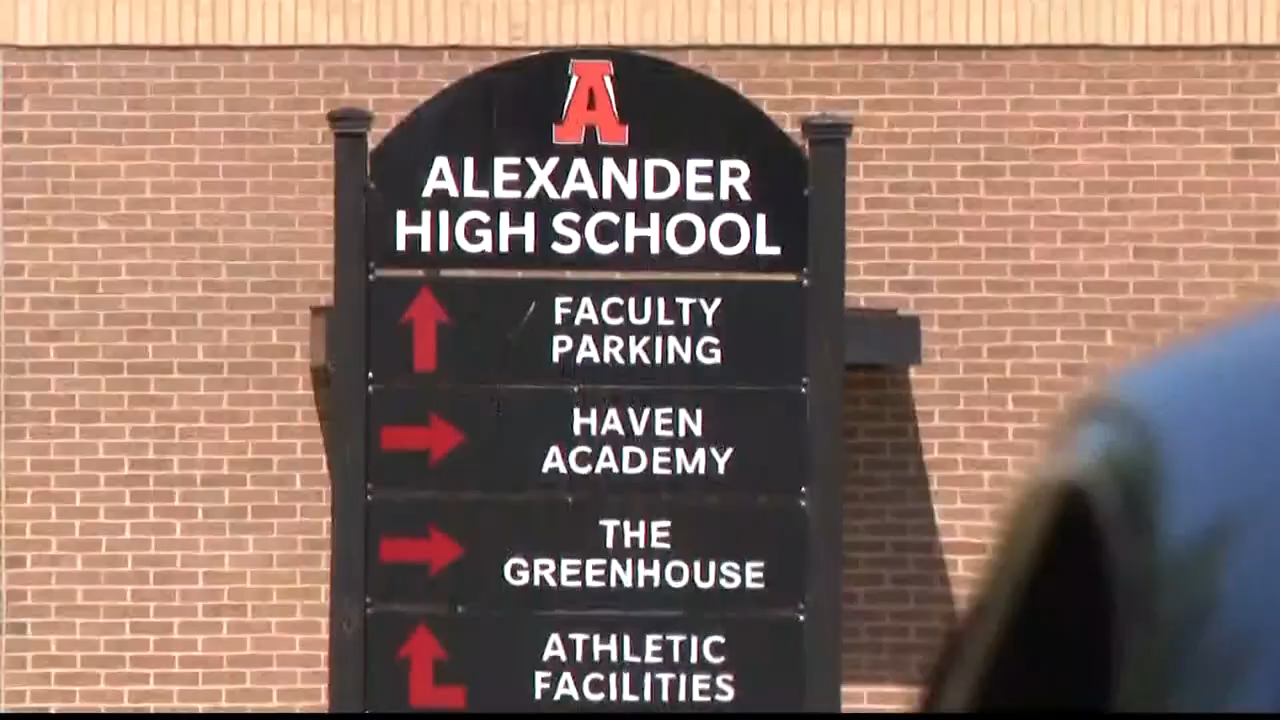 A
ALEXANDER
HIGH SCHOOL
FACULTY
PARKING
HAVEN
ACADEMY
THE
GREENHOUSE
ATHLETIC
FACILITIES